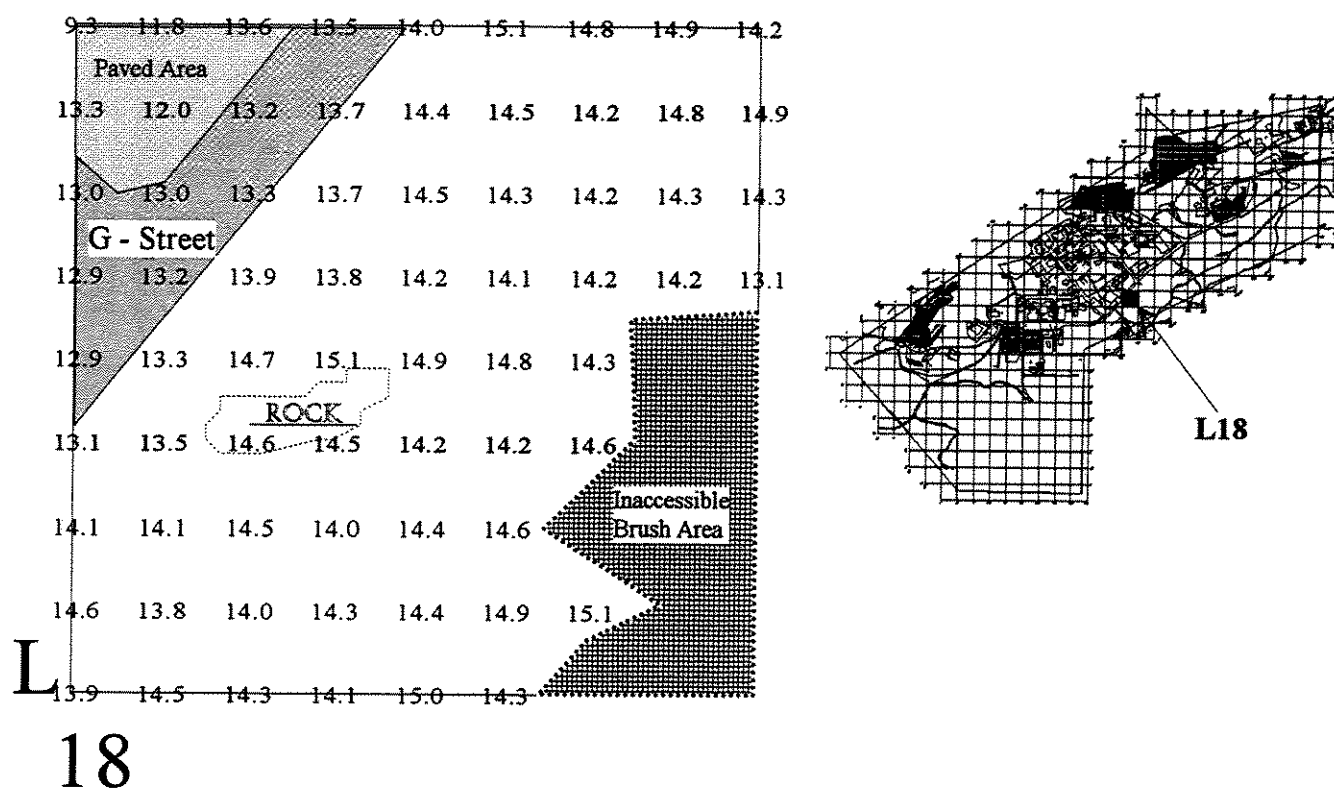 9.3 11.8 13.6 13.5 14.0 15.1 14.8 14.9 14.2
Paved Area
13.3 12.0 13.2 13.7 14.4 14.5 14.2 14.8 14.9
13.0 13.0 13.3 13.7 14.5 14.3 14.2 14.3 14.3
G - Street
12.9 13.2 13.9 13.8 14.2 14.1 14.2 14.2 13.1
12.9 13.3 14.7 15.1 14.9 14.8 14.3
ROCK
13.1 13.5 14.6 14.5 14.2 14.2 14.6
L18
Inaccessible
Brush Area
14.1 14.1 14.5 14.0 14.4 14.6
14.6 13.8 14.0 14.3 14.4 14.9 15.1
L
13.9 14.5 14.3 14.1 15.0 14.3
18